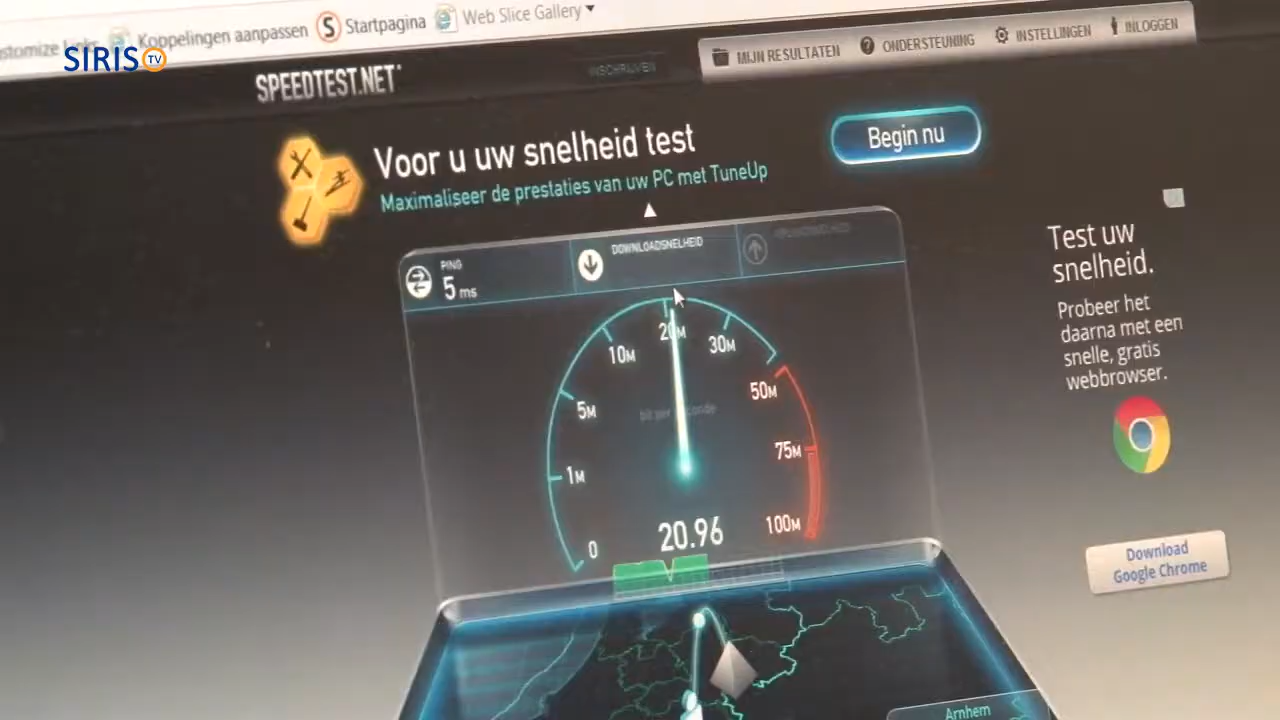 Koppelingen aanpassen
Startpagina
Web Slice Gallery
SIRIS TV
SPEEDTEST.NET
INSCHRIJVEN
MIJN RESULTATEN
ONDERSTEUNING
INSTELLINGEN
INLOGGEN
Voor u uw snelheid test
Maximaliseer de prestaties van uw PC met TuneUp
Begin nu
PING
5 ms
DOWNLOADSNELHEID
0
1M
5M
10M
20M
30M
50M
75M
100M
20.96
Test uw
snelheid.
Probeer het
daarna met een
snelle, gratis
webbrowser.
Download
Google Chrome
Arnhem